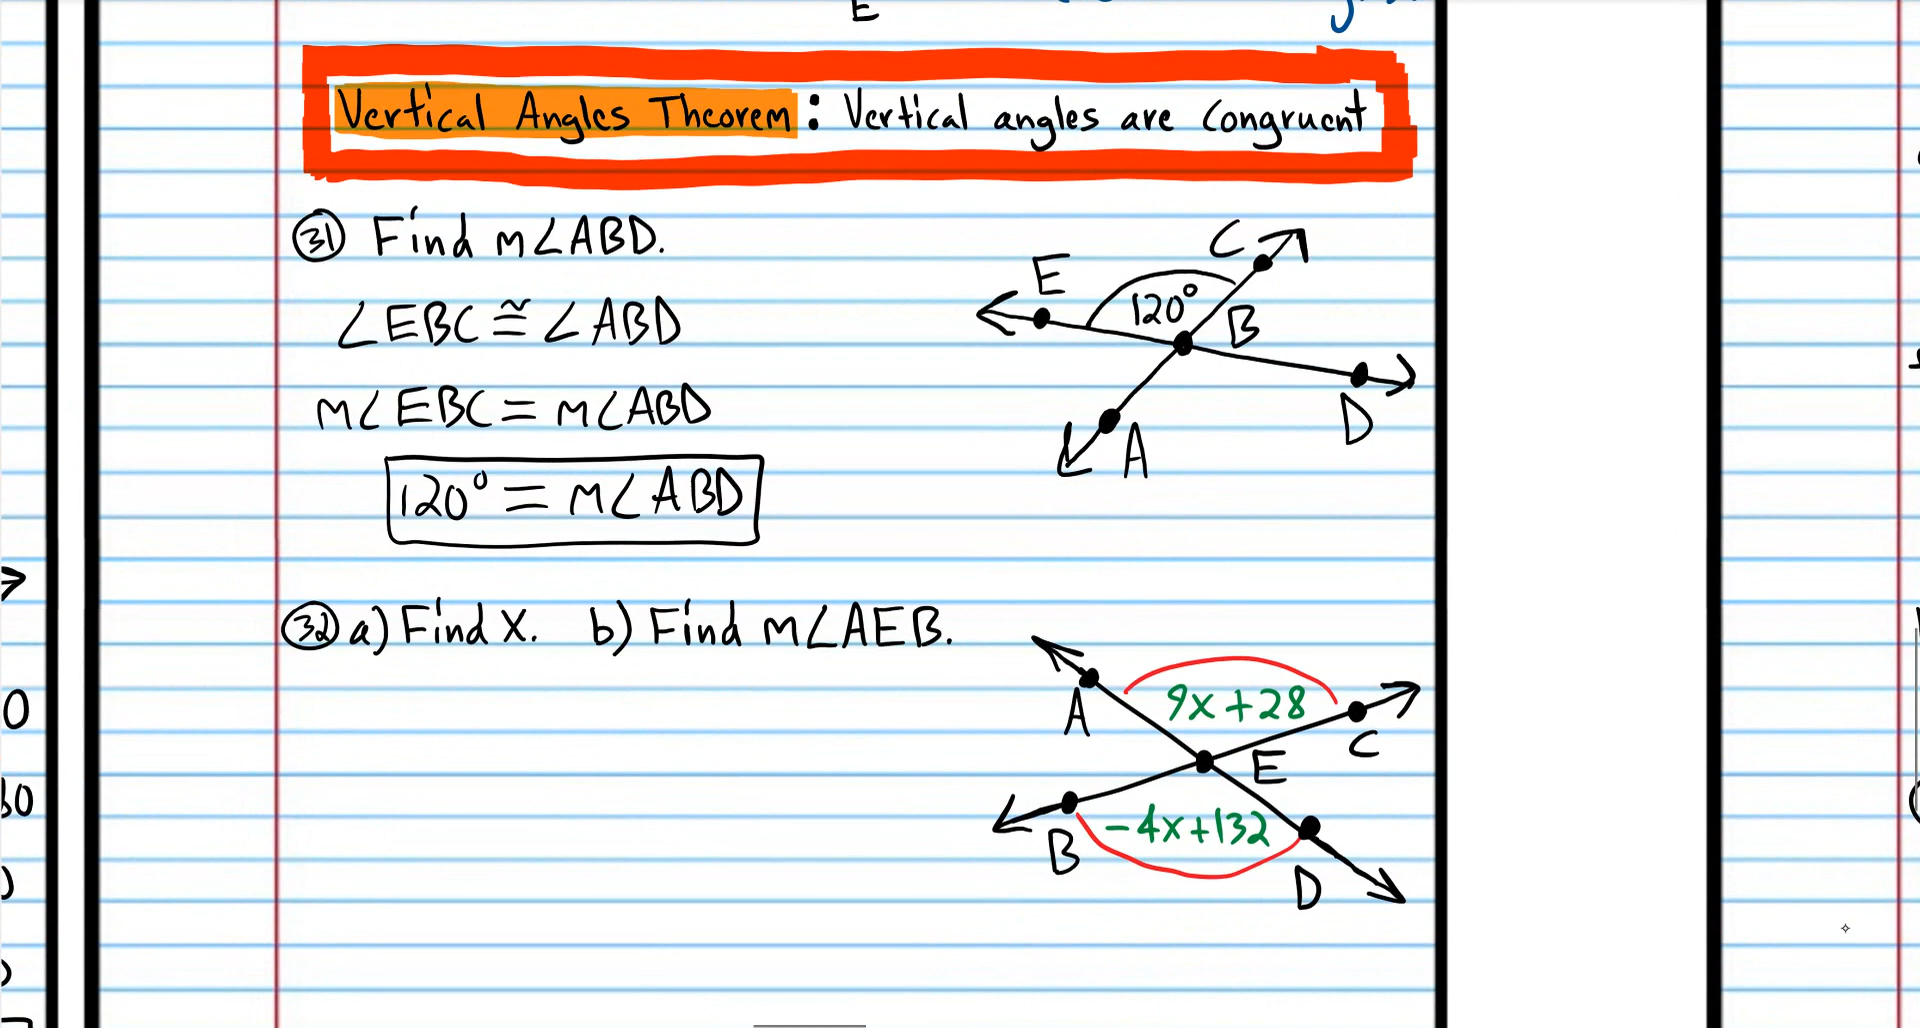 E
Vertical Angles Theorem : Vertical angles are congruent
31 Find m∠ABD.
∠EBC ≅ ∠ABD
m∠EBC = m∠ABD
120° = m∠ABD
E
C
120°
B
D
A
32 a) Find x. b) Find m∠AEB.
A
9x+28
C
E
B
-4x+132
D